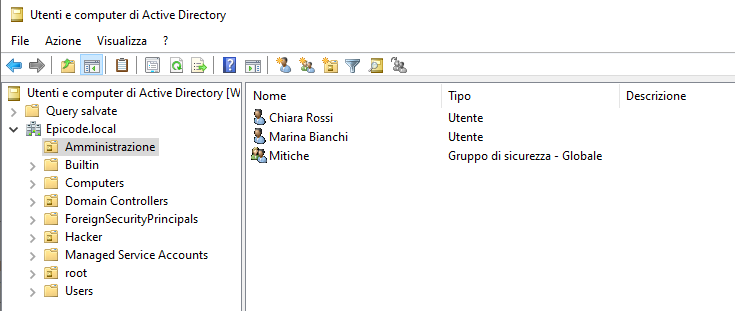 Utenti e computer di Active Directory
File Azione Visualizza ?
Utenti e computer di Active Directory [W
Query salvate
Epicode.local
Amministrazione
Builtin
Computers
Domain Controllers
ForeignSecurityPrincipals
Hacker
Managed Service Accounts
root
Users
Nome Tipo Descrizione
Chiara Rossi Utente
Marina Bianchi Utente
Mitiche Gruppo di sicurezza - Globale